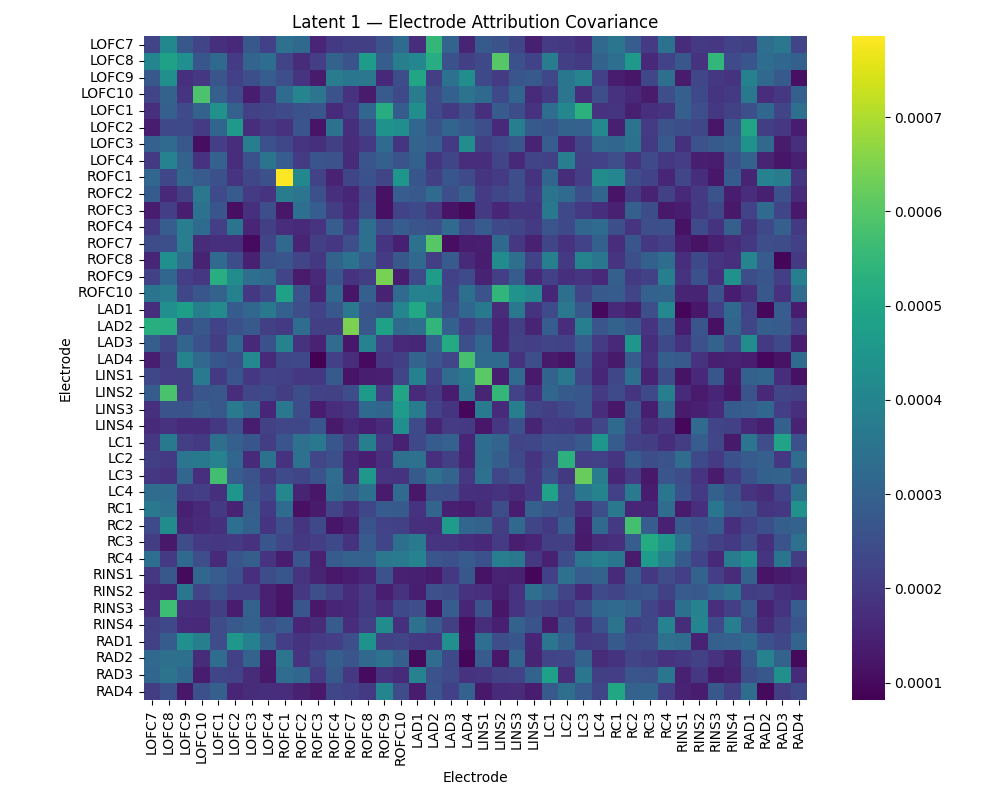 Latent 1 — Electrode Attribution Covariance
Electrode
LOFC7
LOFC8
LOFC9
LOFC10
LOFC1
LOFC2
LOFC3
LOFC4
ROFC1
ROFC2
ROFC3
ROFC4
ROFC7
ROFC8
ROFC9
ROFC10
LAD1
LAD2
LAD3
LAD4
LINS1
LINS2
LINS3
LINS4
LC1
LC2
LC3
LC4
RC1
RC2
RC3
RC4
RINS1
RINS2
RINS3
RINS4
RAD1
RAD2
RAD3
RAD4
LOFC7
LOFC8
LOFC9
LOFC10
LOFC1
LOFC2
LOFC3
LOFC4
ROFC1
ROFC2
ROFC3
ROFC4
ROFC7
ROFC8
ROFC9
ROFC10
LAD1
LAD2
LAD3
LAD4
LINS1
LINS2
LINS3
LINS4
LC1
LC2
LC3
LC4
RC1
RC2
RC3
RC4
RINS1
RINS2
RINS3
RINS4
RAD1
RAD2
RAD3
RAD4
Electrode
0.0007
0.0006
0.0005
0.0004
0.0003
0.0002
0.0001